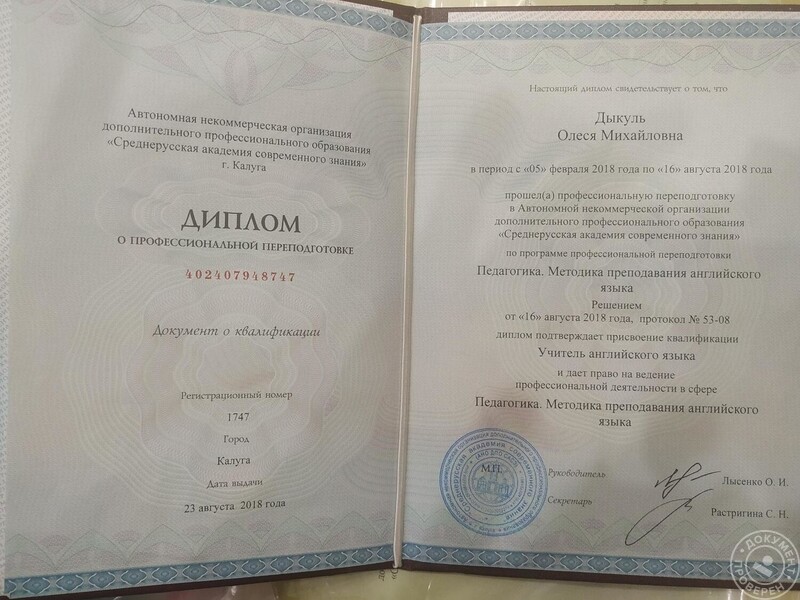 Автономная некоммерческая организация
дополнительного профессионального образования
«Среднерусская академия современного знания»
г. Калуга
ДИПЛОМ
О ПРОФЕССИОНАЛЬНОЙ ПЕРЕПОДГОТОВКЕ
402407948747
Документ о квалификации
Регистрационный номер
1747
Город
Калуга
Дата выдачи
23 августа 2018 года
Настоящий диплом свидетельствует о том, что
Дыкуль
Олеся Михайловна
в период с «05» февраля 2018 года по «16» августа 2018 года
прошел(а) профессиональную переподготовку
в Автономной некоммерческой организации
дополнительного профессионального образования
«Среднерусская академия современного знания»
по программе профессиональной переподготовки
Педагогика. Методика преподавания английского
языка
Решением
от «16» августа 2018 года, протокол № 53-08
диплом подтверждает присвоение квалификации
Учитель английского языка
и дает право на ведение
профессиональной деятельности в сфере
Педагогика. Методика преподавания английского
языка
М.П.
Руководитель
Лысенко О. И.
Секретарь
Растригина С. Н.
ДОКУМЕНТ
ПРОВЕРЕН